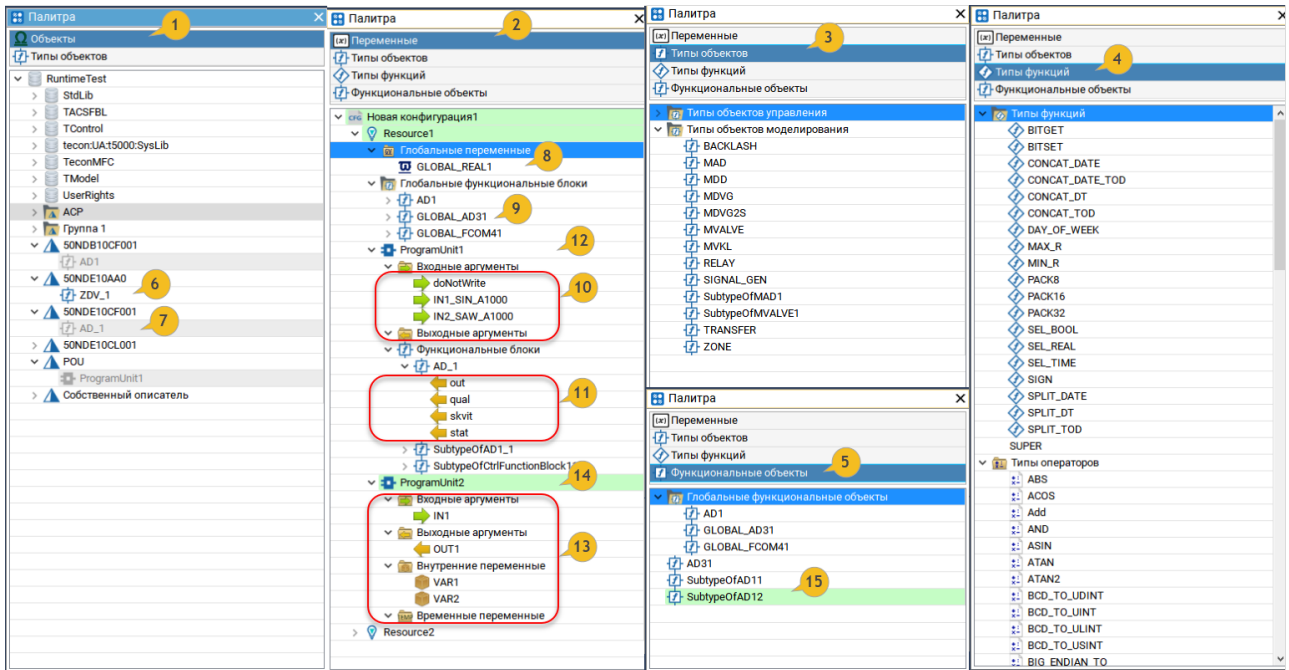 Палитра
1
Объекты
Типы объектов
RuntimeTest
StdLib
TACSFBL
TControl
tecon:UA:t5000:SysLib
TeconMFC
TModel
UserRights
ACP
Группа 1
50NDB10CF001
AD1
50NDE10AA0
6
ZDV_1
50NDE10CF001
7
AD_1
50NDE10CL001
POU
ProgramUnit1
Собственный описатель
Палитра
2
Переменные
Типы объектов
Типы функций
Функциональные объекты
CFG Новая конфигурация1
Resource1
Глобальные переменные
8
GLOBAL_REAL1
Глобальные функциональные блоки
AD1
9
GLOBAL_AD31
GLOBAL_FCOM41
12
ProgramUnit1
Входные аргументы
doNotWrite
10
IN1_SIN_A1000
IN2_SAW_A1000
Выходные аргументы
Функциональные блоки
AD_1
out
11
qual
skvit
stat
SubtypeOfAD1_1
SubtypeOfCtrlFunctionBlock1
14
ProgramUnit2
Входные аргументы
IN1
Выходные аргументы
13
OUT1
Внутренние переменные
VAR1
VAR2
Временные переменные
Resource2
Палитра
(x) Переменные
3
Типы объектов
Типы функций
Функциональные объекты
Типы объектов управления
Типы объектов моделирования
BACKLASH
MAD
MDD
MDVG
MDVG2S
MVALVE
MVKL
RELAY
SIGNAL_GEN
SubtypeOfMAD1
SubtypeOfMVALVE1
TRANSFER
ZONE
Палитра
(x) Переменные
Типы объектов
Типы функций
5
Функциональные объекты
Глобальные функциональные объекты
AD1
GLOBAL_AD31
GLOBAL_FCOM41
AD31
SubtypeOfAD11
15
SubtypeOfAD12
Палитра
(x) Переменные
4
Типы объектов
Типы функций
Функциональные объекты
Типы функций
BITGET
BITSET
CONCAT_DATE
CONCAT_DATE_TOD
CONCAT_DT
CONCAT_TOD
DAY_OF_WEEK
MAX_R
MIN_R
PACK8
PACK16
PACK32
SEL_BOOL
SEL_REAL
SEL_TIME
SIGN
SPLIT_DATE
SPLIT_DT
SPLIT_TOD
SUPER
Типы операторов
ABS
ACOS
Add
AND
ASIN
ATAN
ATAN2
BCD_TO_UDINT
BCD_TO_UINT
BCD_TO_ULINT
BCD_TO_USINT
BIG_ENDIAN_TO